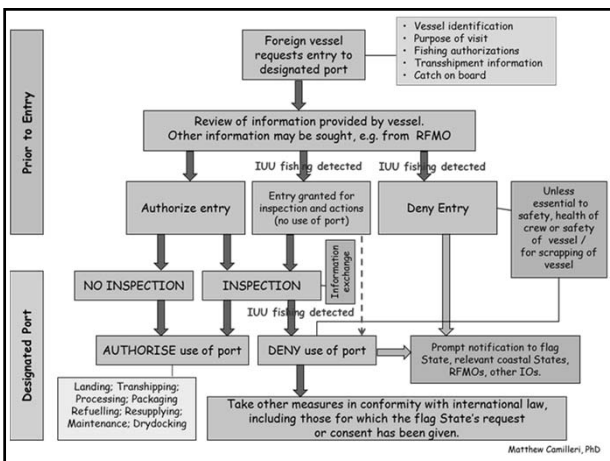 Prior to Entry
Foreign vessel
requests entry to
designated port
• Vessel identification
• Purpose of visit
• Fishing authorizations
• Transshipment information
• Catch on board
Review of information provided by vessel.
Other information may be sought, e.g. from RFMO
IUU fishing detected
IUU fishing detected
Authorize entry
Entry granted for
inspection and actions
(no use of port)
Deny Entry
Unless
essential to
safety, health of
crew or safety
of vessel /
for scrapping of
vessel
Designated Port
NO INSPECTION
INSPECTION
Information
exchange
IUU fishing detected
AUTHORISE use of port
DENY use of port
Prompt notification to flag
State, relevant coastal States,
RFMOs, other IOs.
Landing; Transhipping;
Processing; Packaging
Refuelling; Resupplying;
Maintenance; Drydocking
Take other measures in conformity with international law,
including those for which the flag State's request
or consent has been given.
Matthew Camilleri, PhD